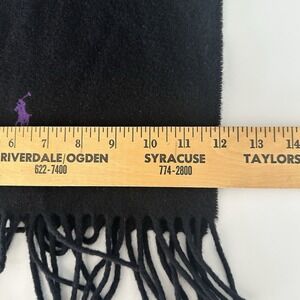 6 7 8 9 10 11 12 13 14
RIVERDALE/OGDEN SYRACUSE TAYLORS
622-7400 774-2800